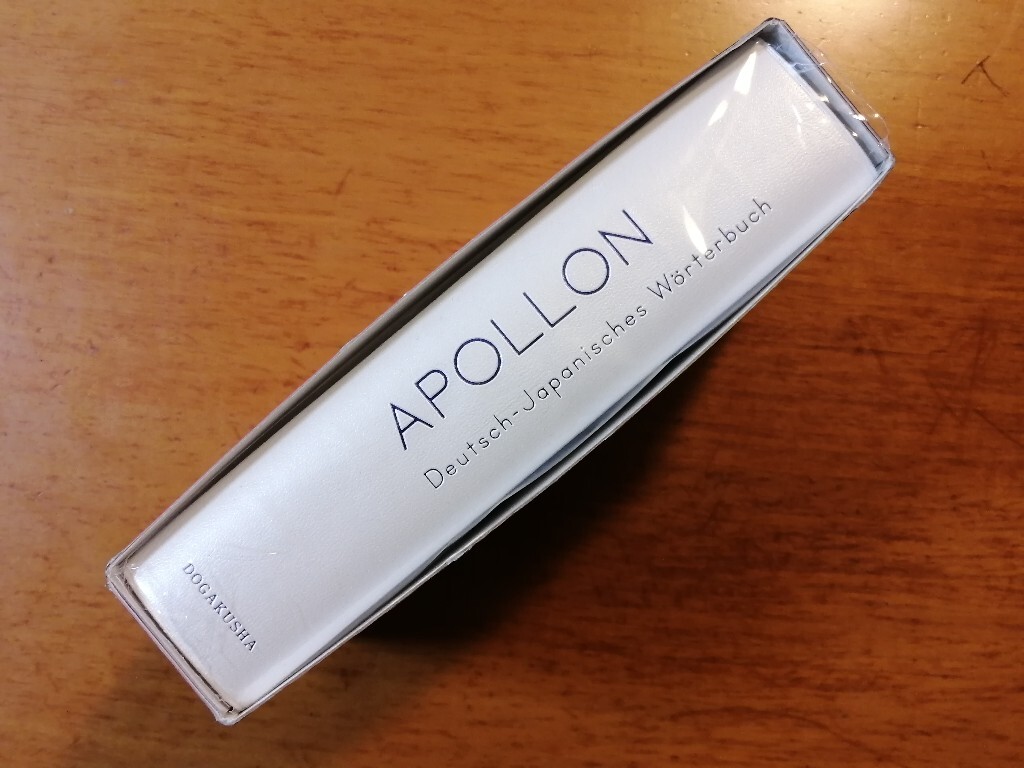 APOLLON
Deutsch-Japanisches Wörterbuch
DOGAKUSHA